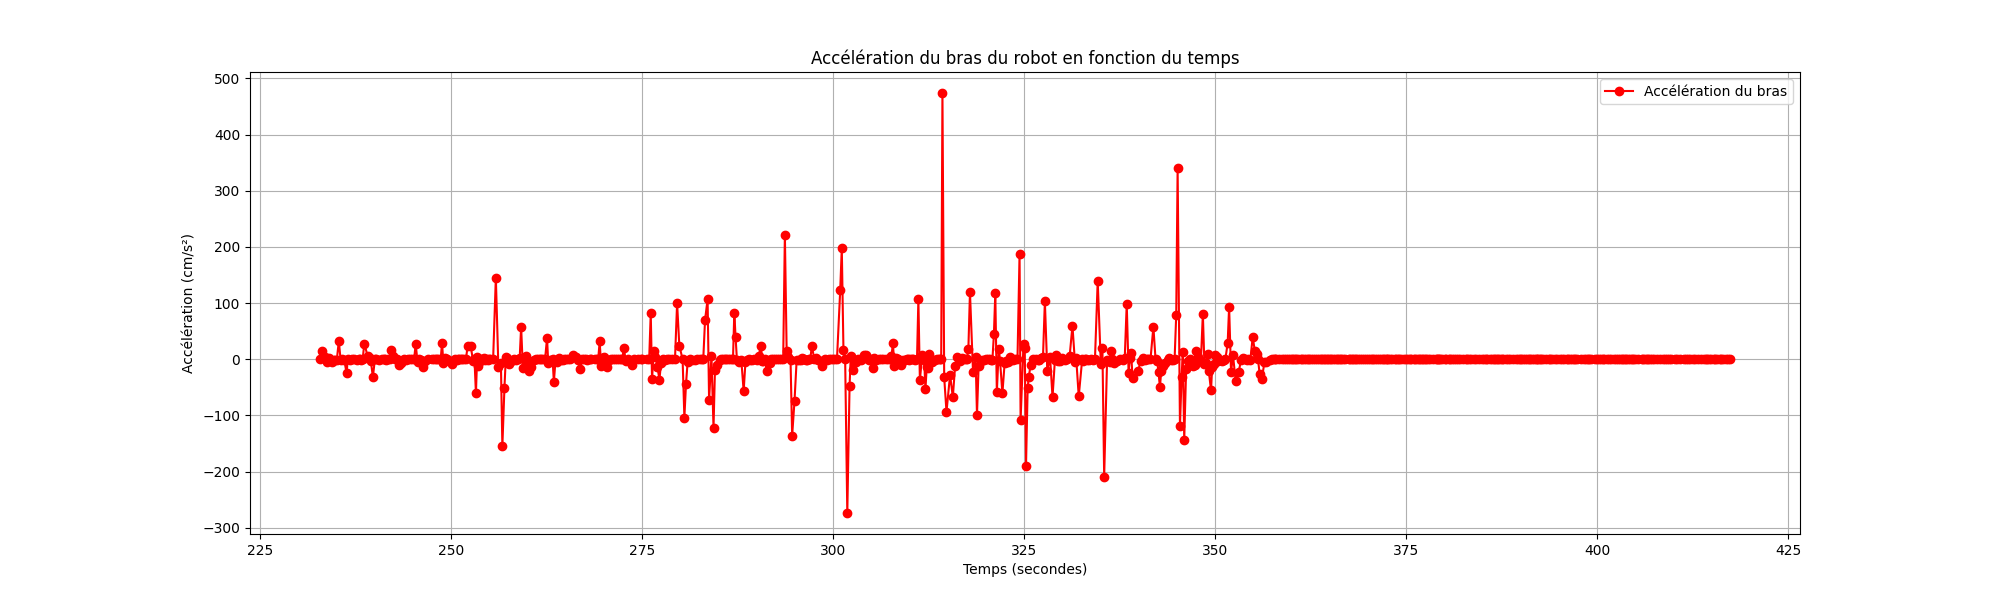 Accélération du bras du robot en fonction du temps
Accélération du bras
Accélération (cm/s²)
500
400
300
200
100
0
−100
−200
−300
225 250 275 300 325 350 375 400 425
Temps (secondes)